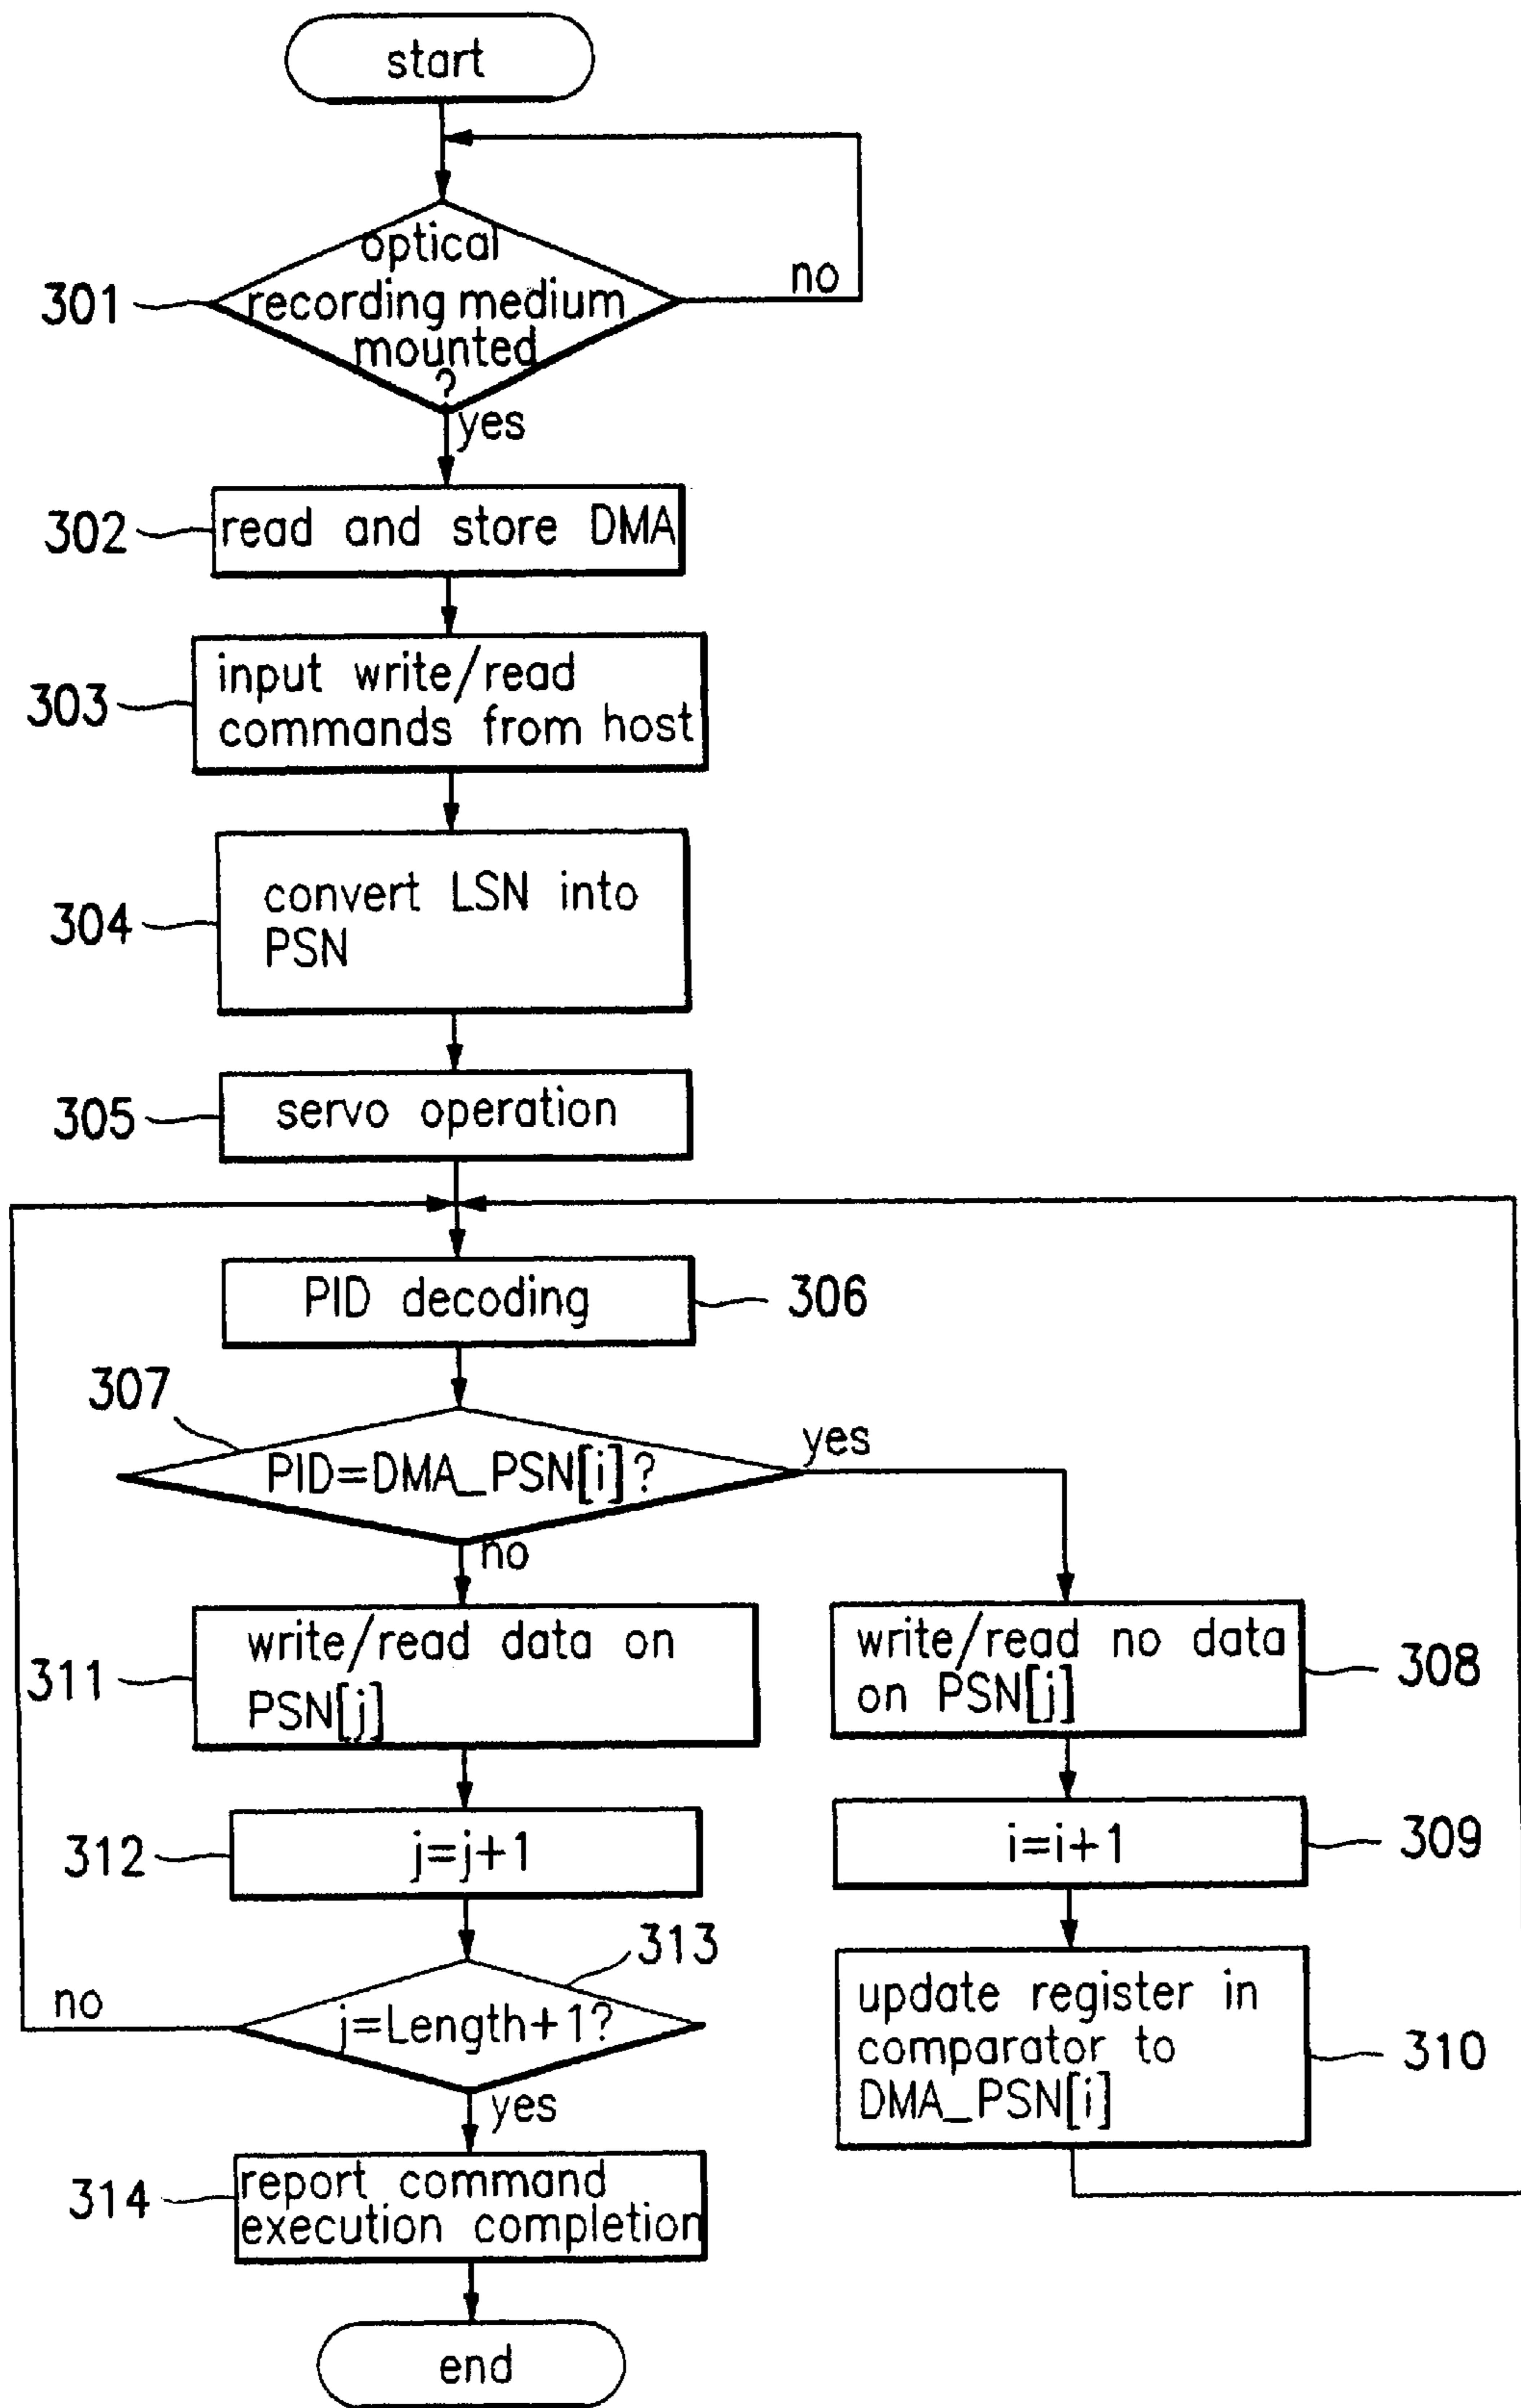 start
optical
recording medium
mounted
?
no
301
yes
302
read and store DMA
303
input write/read
commands from host
304
convert LSN into
PSN
305
servo operation
PID decoding
306
307
PID=DMA_PSN[i]?
yes
no
311
write/read data on
PSN[j]
write/read no data
on PSN[j]
308
312
j=j+1
i=i+1
309
313
no
j=Length+1?
yes
update register in
comparator to
DMA_PSN[i]
310
314
report command
execution completion
end